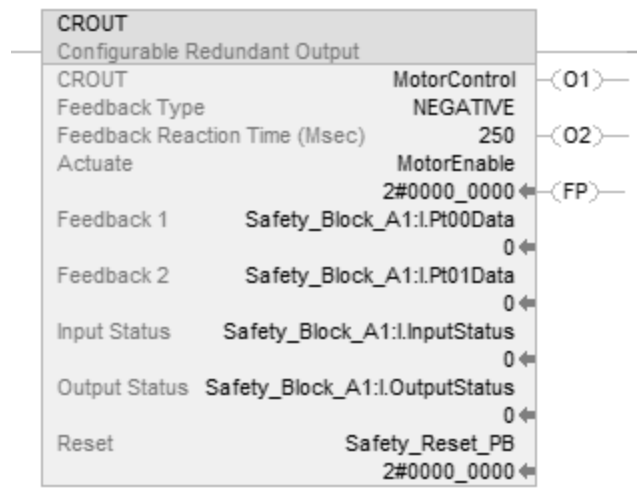 CROUT
Configurable Redundant Output
CROUT MotorControl (O1)
Feedback Type NEGATIVE
Feedback Reaction Time (Msec) 250 (O2)
Actuate MotorEnable
2#0000_0000 (FP)
Feedback 1 Safety_Block_A1:I.Pt00Data
0
Feedback 2 Safety_Block_A1:I.Pt01Data
0
Input Status Safety_Block_A1:I.InputStatus
0
Output Status Safety_Block_A1:I.OutputStatus
0
Reset Safety_Reset_PB
2#0000_0000